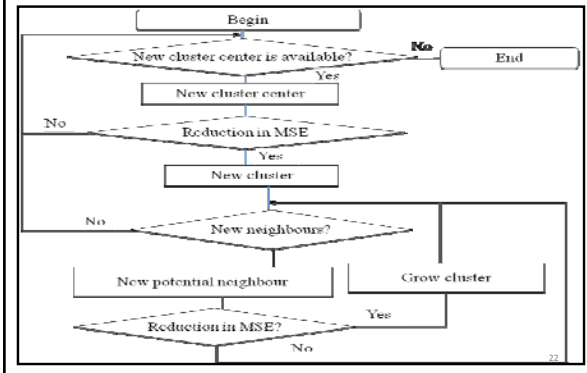 Begin
New cluster center is available?
No
End
Yes
New cluster center
No
Reduction in MSE
Yes
New cluster
No
New neighbours?
New potential neighbour
Grow cluster
Reduction in MSE?
Yes
No
22